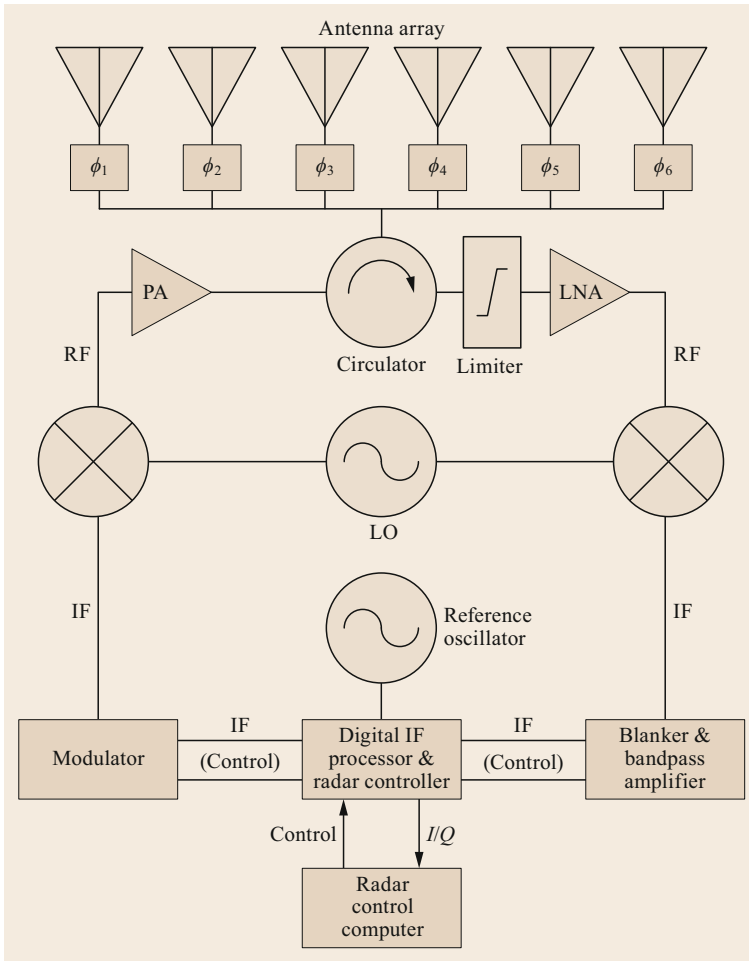 Antenna array
ϕ1
ϕ2
ϕ3
ϕ4
ϕ5
ϕ6
PA
LNA
Circulator
Limiter
RF
RF
LO
IF
Reference
oscillator
IF
Modulator
IF
(Control)
Digital IF
processor &
radar controller
IF
(Control)
Blanker &
bandpass
amplifier
Control
I/Q
Radar
control
computer